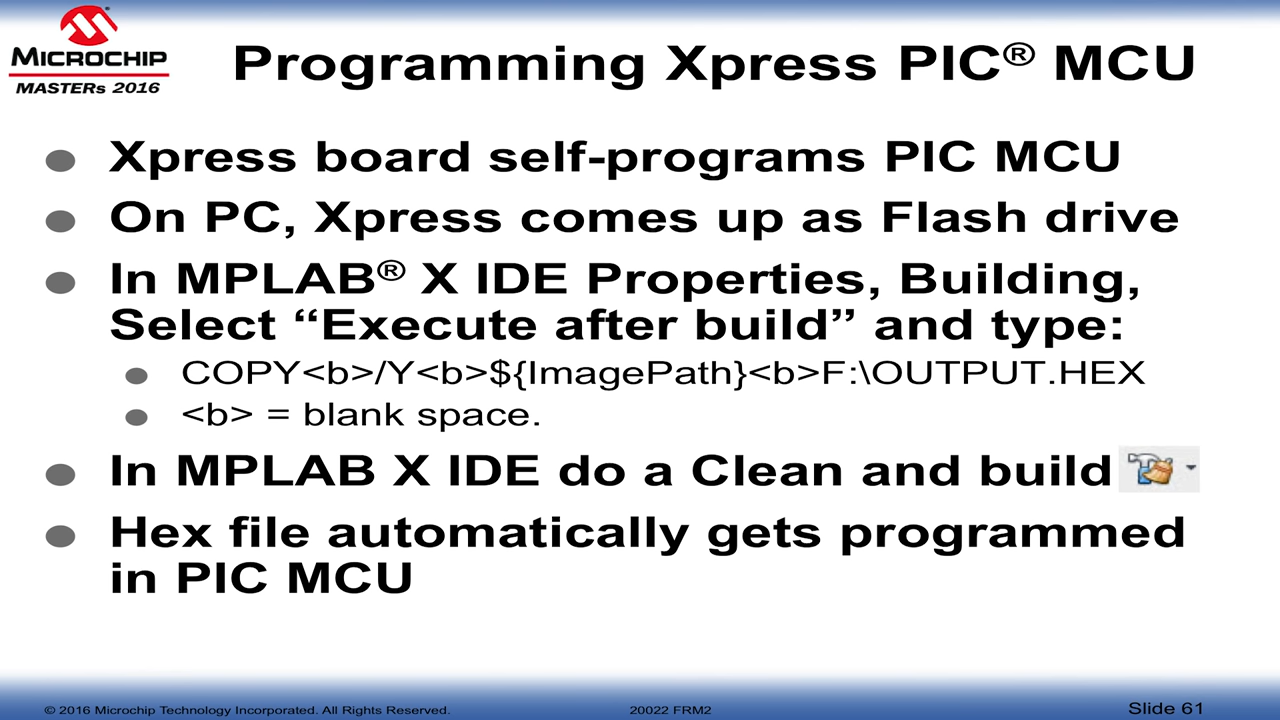 MICROCHIP
MASTERs 2016
Programming Xpress PIC® MCU
Xpress board self-programs PIC MCU
On PC, Xpress comes up as Flash drive
In MPLAB® X IDE Properties, Building,
Select “Execute after build” and type:
COPY<b>/Y<b>${ImagePath}<b>F:\OUTPUT.HEX
<b> = blank space.
In MPLAB X IDE do a Clean and build
Hex file automatically gets programmed
in PIC MCU
© 2016 Microchip Technology Incorporated. All Rights Reserved.
20022 FRM2
Slide 61